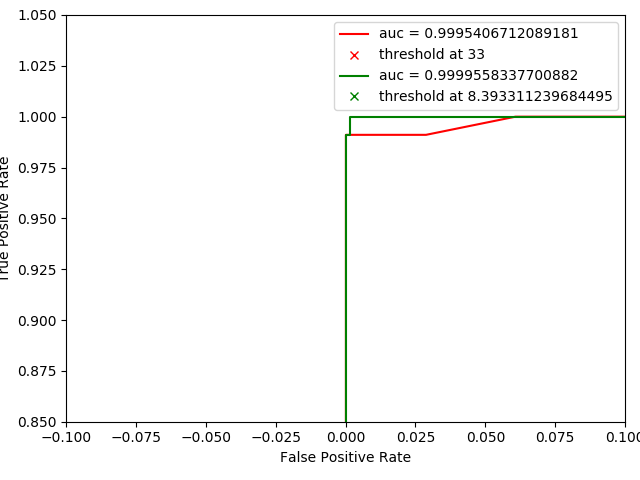 1.050
1.025
1.000
0.975
0.950
0.925
0.900
0.875
0.850
−0.100 −0.075 −0.050 −0.025 0.000 0.025 0.050 0.075 0.100
False Positive Rate
True Positive Rate
auc = 0.9995406712089181
threshold at 33
auc = 0.9999558337700882
threshold at 8.393311239684495